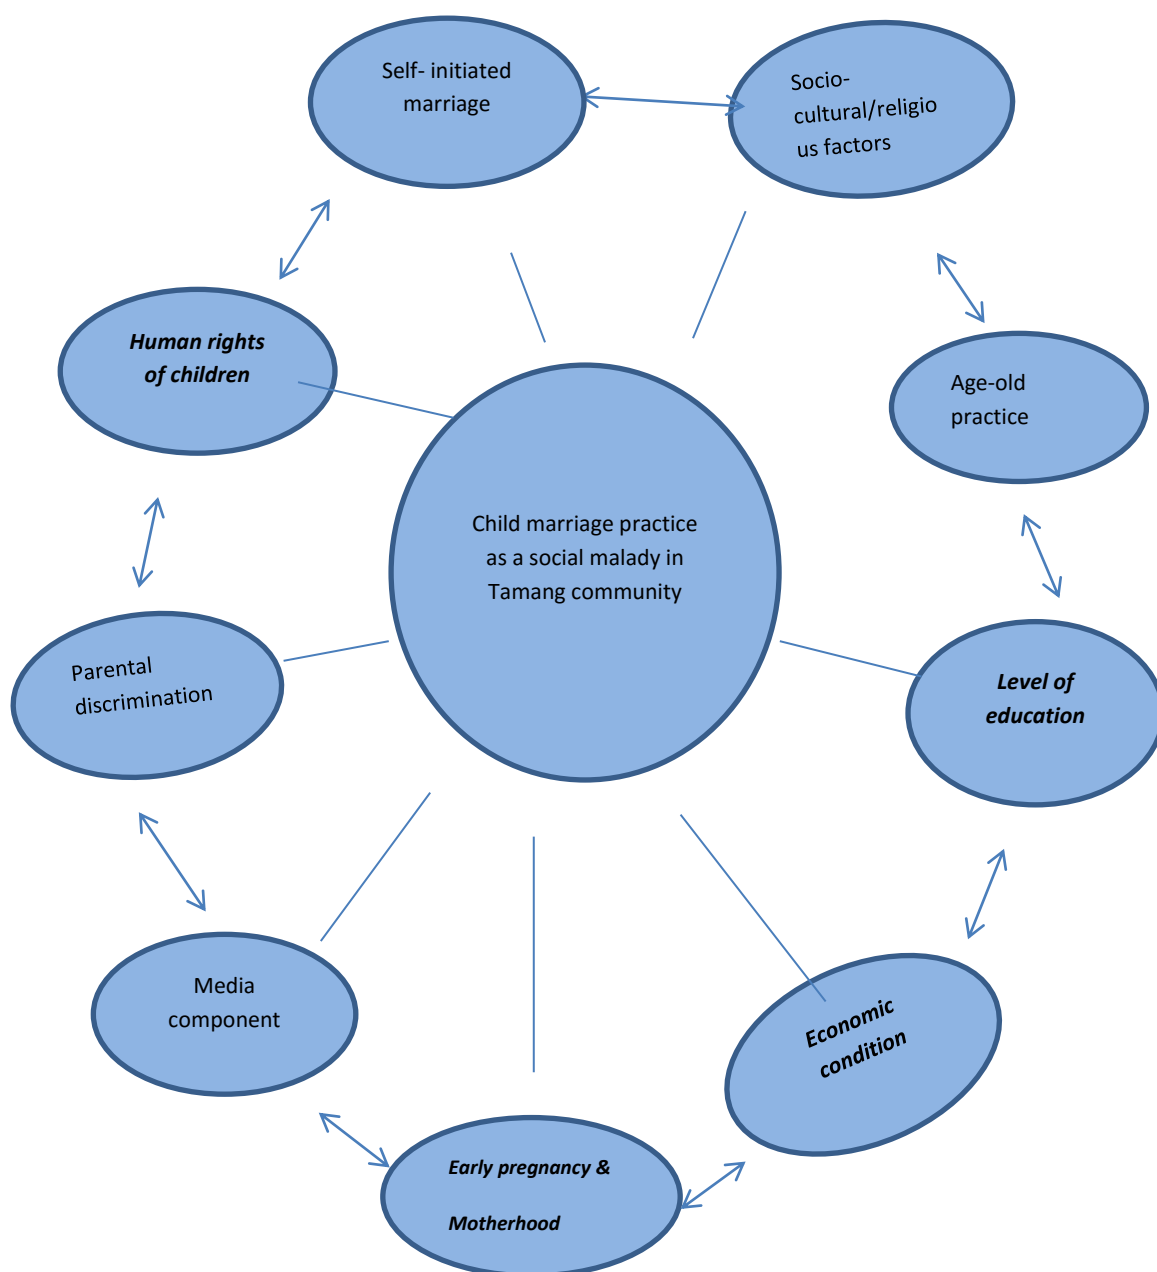 Self- initiated
marriage
Socio-
cultural/religio
us factors
Human rights
of children
Age-old
practice
Child marriage practice
as a social malady in
Tamang community
Parental
discrimination
Level of
education
Media
component
Economic
condition
Early pregnancy &
Motherhood